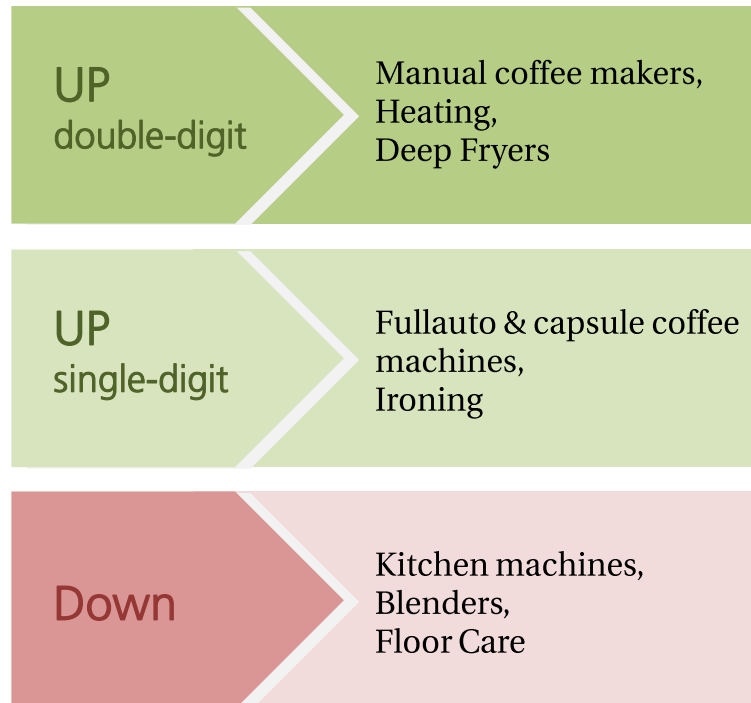 UP
double-digit
Manual coffee makers,
Heating,
Deep Fryers
UP
single-digit
Fullauto & capsule coffee
machines,
Ironing
Down
Kitchen machines,
Blenders,
Floor Care